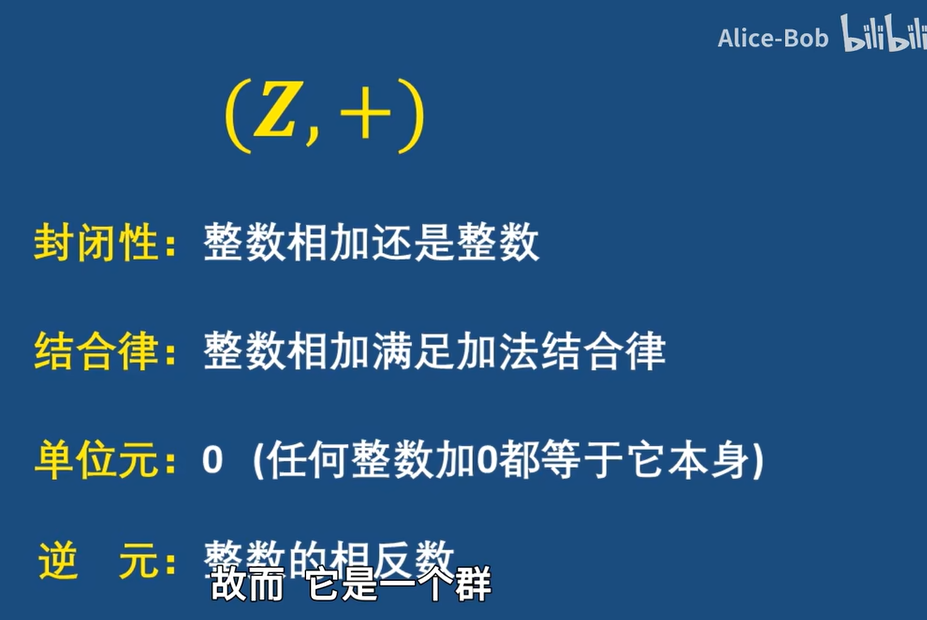 Alice-Bob bilibili
(Z,+)
封闭性：整数相加还是整数
结合律：整数相加满足加法结合律
单位元：0 (任何整数加0都等于它本身)
逆 元：整数的相反数
故而 它是一个群